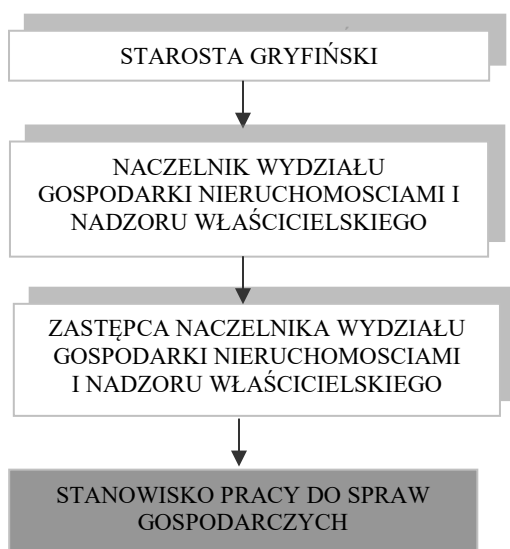 STAROSTA GRYFIŃSKI
NACZELNIK WYDZIAŁU
GOSPODARKI NIERUCHOMOSCIAMI I
NADZORU WŁAŚCICIELSKIEGO
ZASTĘPCA NACZELNIKA WYDZIAŁU
GOSPODARKI NIERUCHOMOSCIAMI
I NADZORU WŁAŚCICIELSKIEGO
STANOWISKO PRACY DO SPRAW
GOSPODARCZYCH